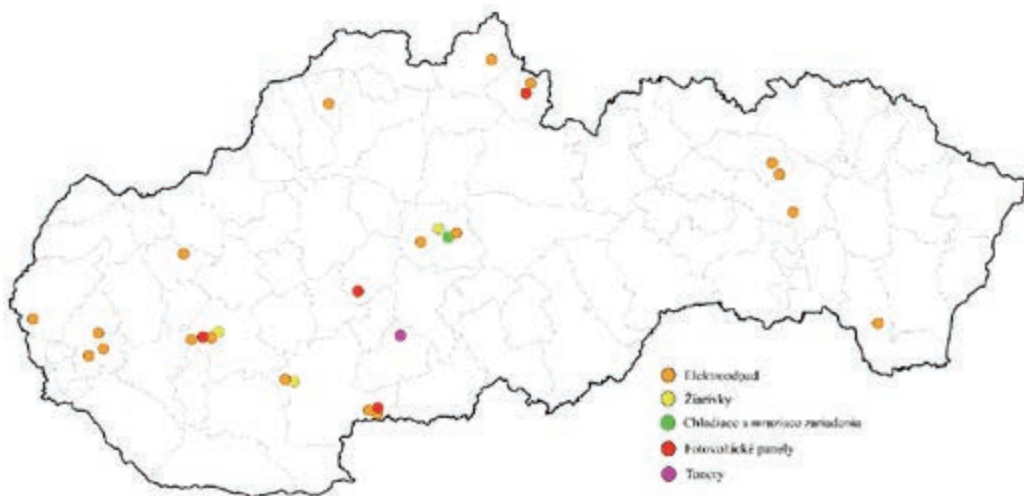 Elektroodpad
Žiarivky
Chladiace a mraziace zariadenia
Fotovoltické panely
Tonery